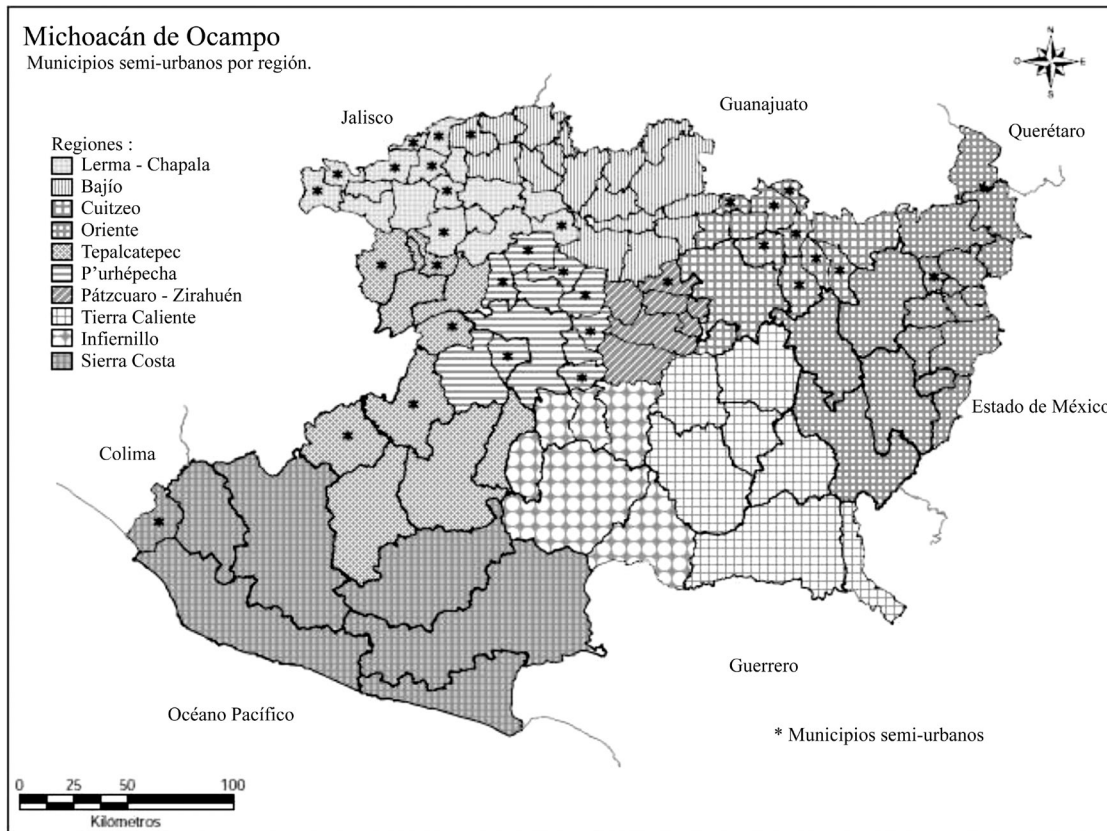 Michoacán de Ocampo
Municipios semi-urbanos por región.
N
O
E
S
Jalisco
Guanajuato
Querétaro
Regiones :
Lerma - Chapala
Bajío
Cuitzeo
Oriente
Tepalcatepec
P'urhépecha
Pátzcuaro - Zirahuén
Tierra Caliente
Infiernillo
Sierra Costa
Estado de México
Colima
Guerrero
Océano Pacífico
* Municipios semi-urbanos
0 25 50 100
Kilómetros